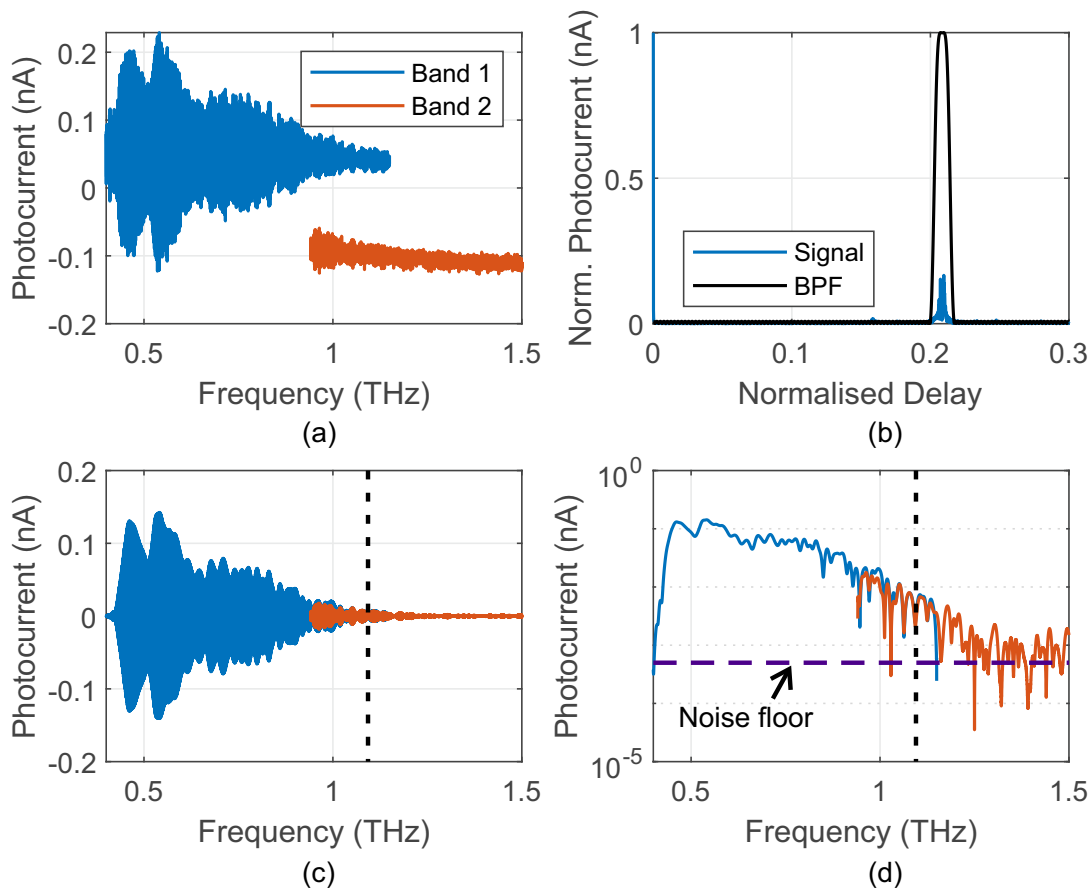 0.2
0.1
0
-0.1
-0.2
Photocurrent (nA)
Band 1
Band 2
0.5
1
1.5
Frequency (THz)
(a)
1
0.5
0
Norm. Photocurrent (nA)
Signal
BPF
0
0.1
0.2
0.3
Normalised Delay
(b)
0.2
0.1
0
-0.1
-0.2
Photocurrent (nA)
0.5
1
1.5
Frequency (THz)
(c)
10^0
10^-5
Photocurrent (nA)
Noise floor
0.5
1
1.5
Frequency (THz)
(d)